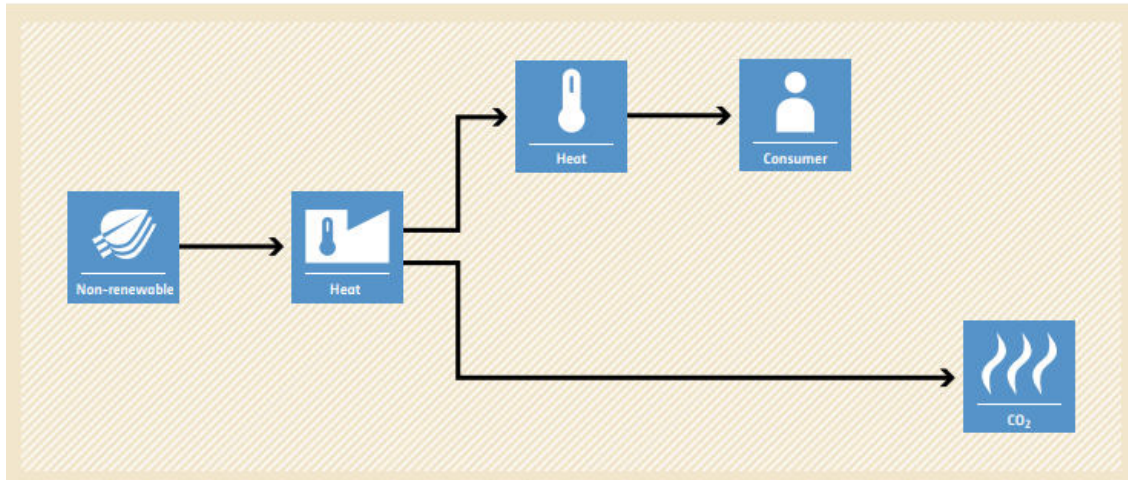 Heat
Consumer
Non-renewable
Heat
CO₂